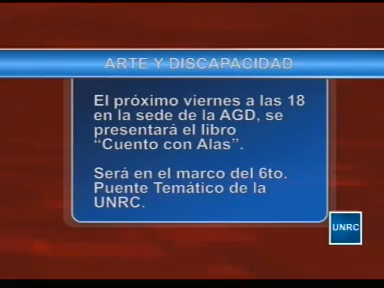 ARTE Y DISCAPACIDAD
El próximo viernes a las 18
en la sede de la AGD, se
presentará el libro
“Cuento con Alas”.
Será en el marco del 6to.
Puente Temático de la
UNRC.
UNRC